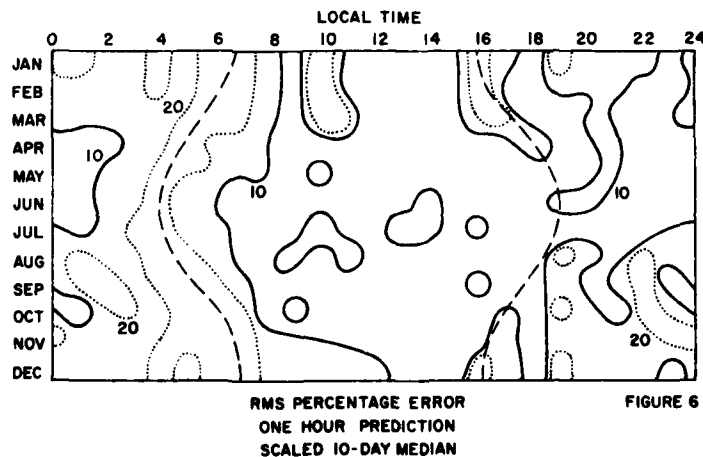 LOCAL TIME
0 2 4 6 8 10 12 14 16 18 20 22 24
JAN
FEB
MAR
APR
MAY
JUN
JUL
AUG
SEP
OCT
NOV
DEC
20
10
10
10
20
20
RMS PERCENTAGE ERROR
FIGURE 6
ONE HOUR PREDICTION
SCALED 10-DAY MEDIAN